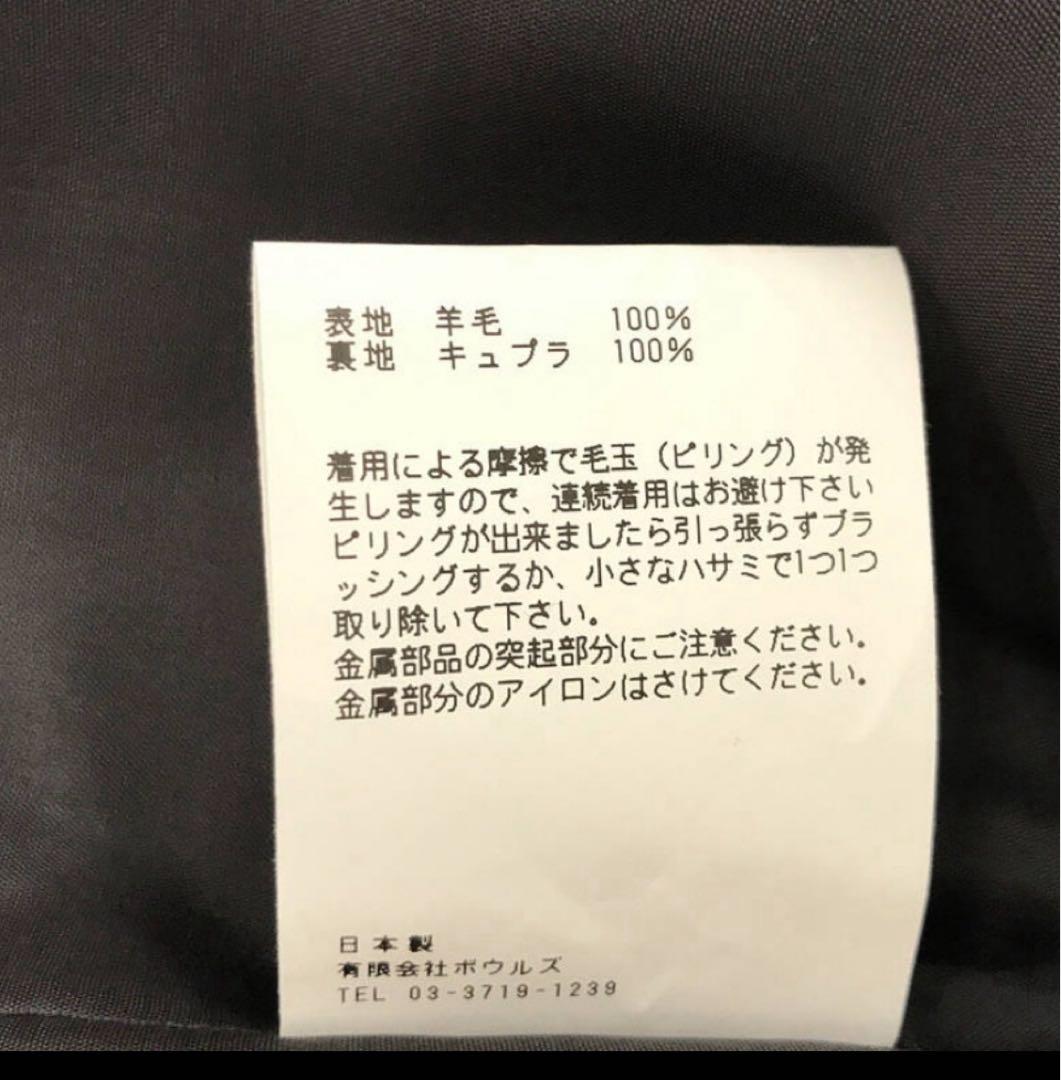 表地 羊毛 100%
裏地 キュプラ 100%
着用による摩擦で毛玉（ピリング）が発
生しますので、連続着用はお避け下さい
ピリングが出来ましたら引っ張らずブラ
ッシングするか、小さなハサミで1つ1つ
取り除いて下さい。
金属部品の突起部分にご注意ください。
金属部分のアイロンはさけてください。
日本製
有限会社ボウルズ
TEL 03-3719-1239